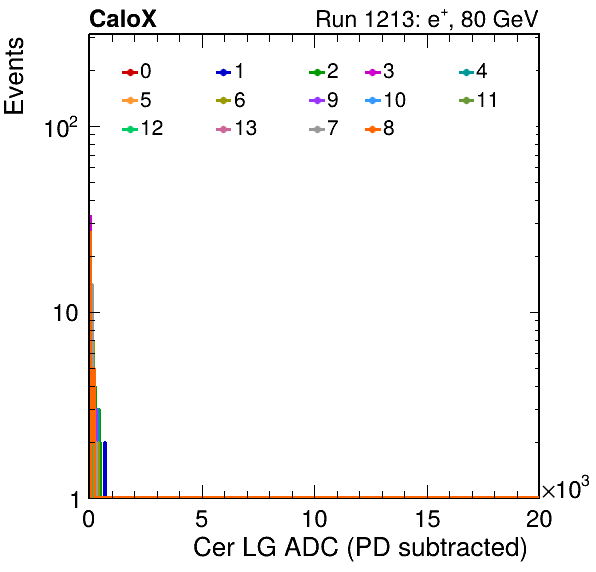 CaloX Run 1213: e⁺, 80 GeV
Events
0 1 2 3 4
5 6 9 10 11
12 13 7 8
10²
10
1
0 5 10 15 20
×10³
Cer LG ADC (PD subtracted)